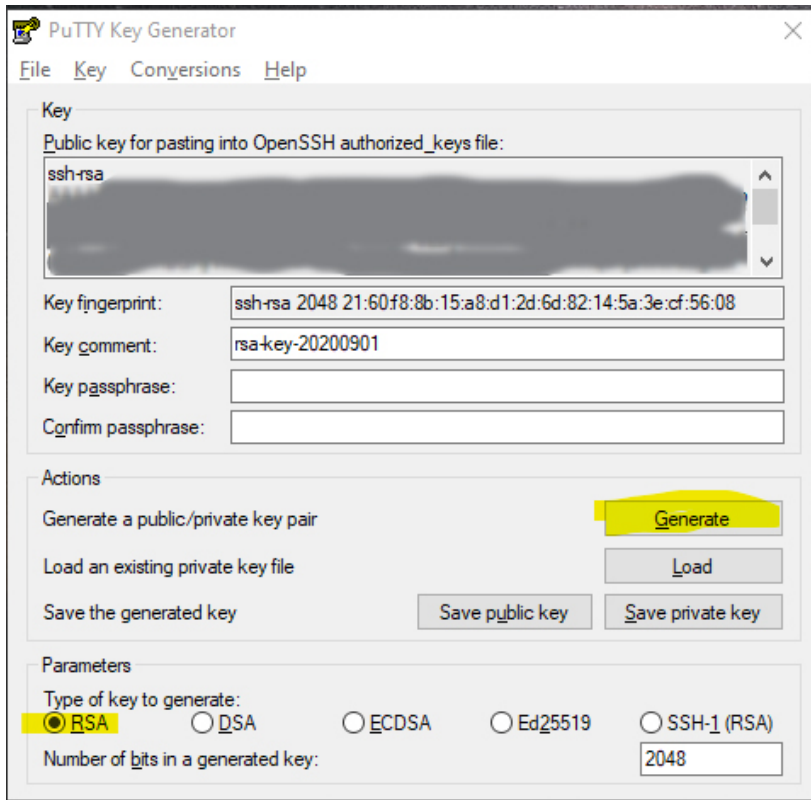 PuTTY Key Generator
File Key Conversions Help
Key
Public key for pasting into OpenSSH authorized_keys file:
ssh-rsa
Key fingerprint: ssh-rsa 2048 21:60:f8:8b:15:a8:d1:2d:6d:82:14:5a:3e:cf:56:08
Key comment: rsa-key-20200901
Key passphrase:
Confirm passphrase:
Actions
Generate a public/private key pair Generate
Load an existing private key file Load
Save the generated key Save public key Save private key
Parameters
Type of key to generate:
RSA DSA ECDSA Ed25519 SSH-1 (RSA)
Number of bits in a generated key: 2048